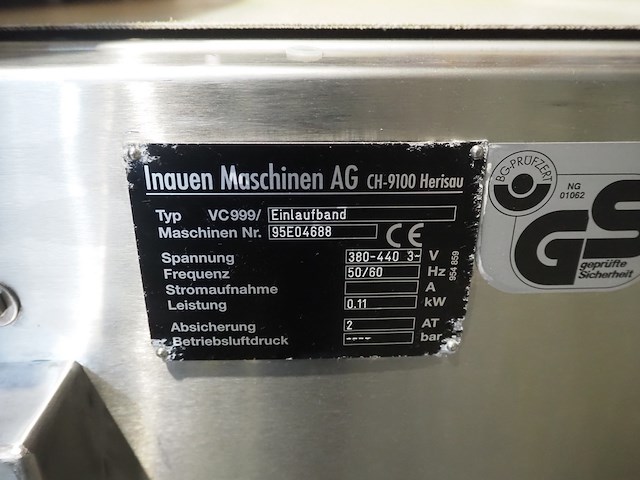 Inauen Maschinen AG CH-9100 Herisau
Typ VC999/ Einlaufband
Maschinen Nr. 95E04688
CE
Spannung 380-440 3~ V
Frequenz 50/60 Hz
Stromaufnahme A
Leistung 0.11 kW
Absicherung 2 AT
Betriebsluftdruck ---- bar
954 859
BG-PRÜFZERT
NG
01062
GS
geprüfte
Sicherheit